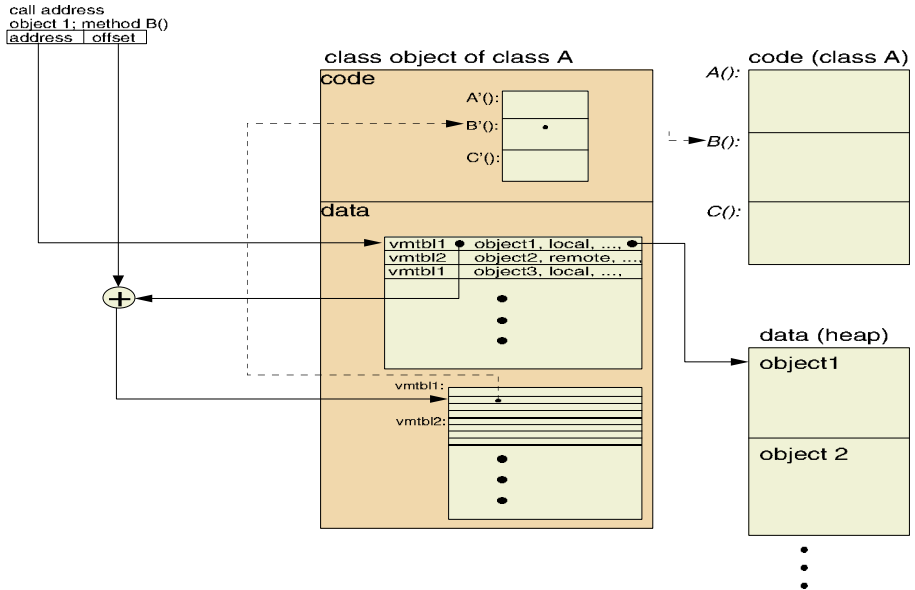 call address
object 1; method B()
address offset
class object of class A
code
A'():
B'():
C'():
data
vmtbl1 object1, local, ...,
vmtbl2 object2, remote, ...,
vmtbl1 object3, local, ...,
+
vmtbl1:
vmtbl2:
code (class A)
A():
B():
C():
data (heap)
object1
object 2